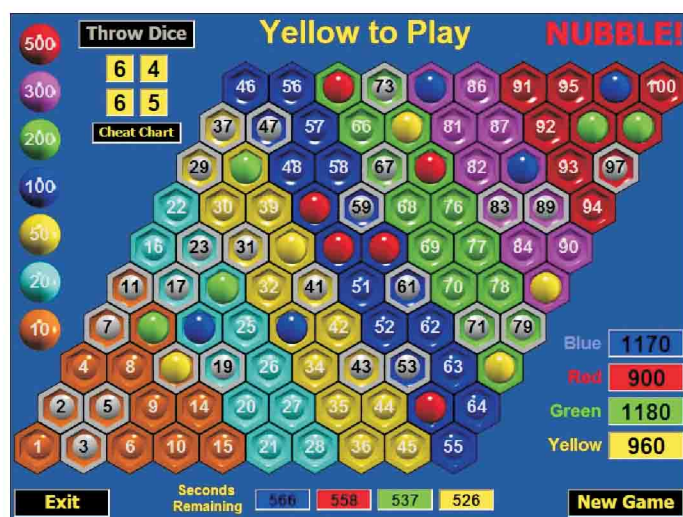 Throw Dice
Yellow to Play
NUBBLE!
500
300
200
100
50
20
10
6 4
6 5
Cheat Chart
46 56 73 86 91 95 100
37 47 57 66 81 87 92
29 48 58 67 82 93 97
22 30 39 59 68 76 83 89 94
16 23 31 69 77 84 90
11 17 32 41 51 61 70 78
7 25 42 52 62 71 79
4 8 19 26 34 43 53 63
2 5 9 14 20 27 35 44 64
1 3 6 10 15 21 28 36 45 55
Blue 1170
Red 900
Green 1180
Yellow 960
Exit
Seconds
Remaining
566 558 537 526
New Game